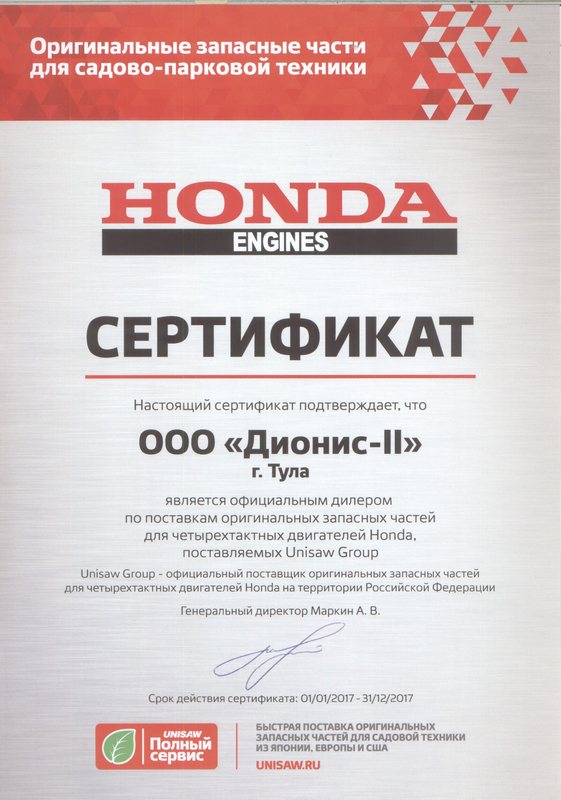 Оригинальные запасные части
для садово-парковой техники
HONDA
ENGINES
СЕРТИФИКАТ
Настоящий сертификат подтверждает, что
ООО «Дионис-II»
г. Тула
является официальным дилером
по поставкам оригинальных запасных частей
для четырехтактных двигателей Honda,
поставляемых Unisaw Group
Unisaw Group - официальный поставщик оригинальных запасных частей
для четырехтактных двигателей Honda на территории Российской Федерации
Генеральный директор Маркин А. В.
Срок действия сертификата: 01/01/2017 - 31/12/2017
UNISAW
Полный
сервис
БЫСТРАЯ ПОСТАВКА ОРИГИНАЛЬНЫХ
ЗАПАСНЫХ ЧАСТЕЙ ДЛЯ САДОВОЙ ТЕХНИКИ
ИЗ ЯПОНИИ, ЕВРОПЫ И США
UNISAW.RU